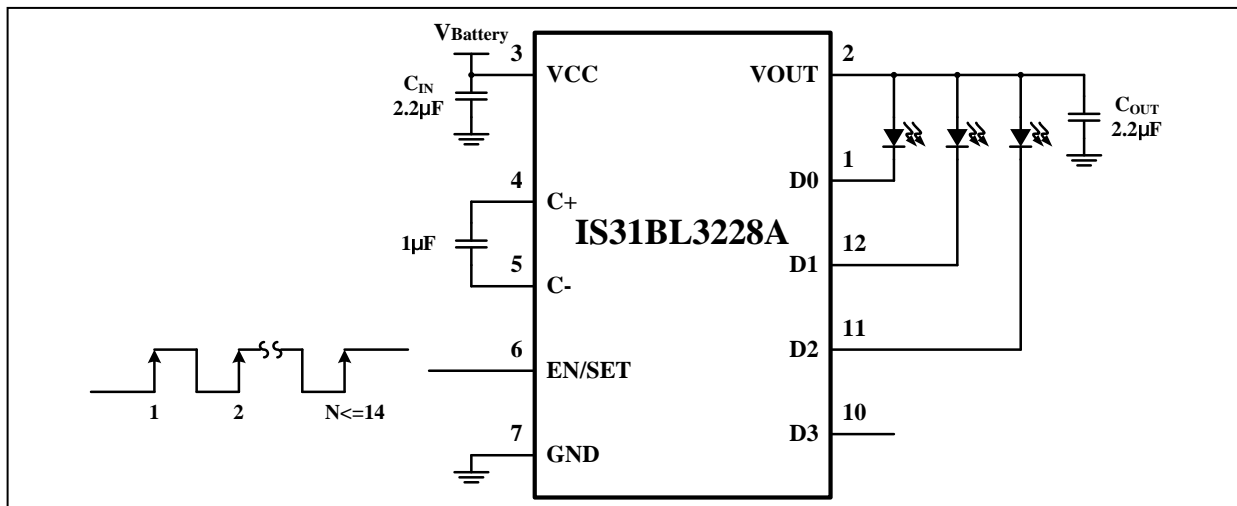 VBattery
3
VCC
CIN
2.2µF
4
C+
1µF
5
C-
6
EN/SET
1
2
N<=14
7
GND
IS31BL3228A
2
VOUT
COUT
2.2µF
1
D0
12
D1
11
D2
10
D3